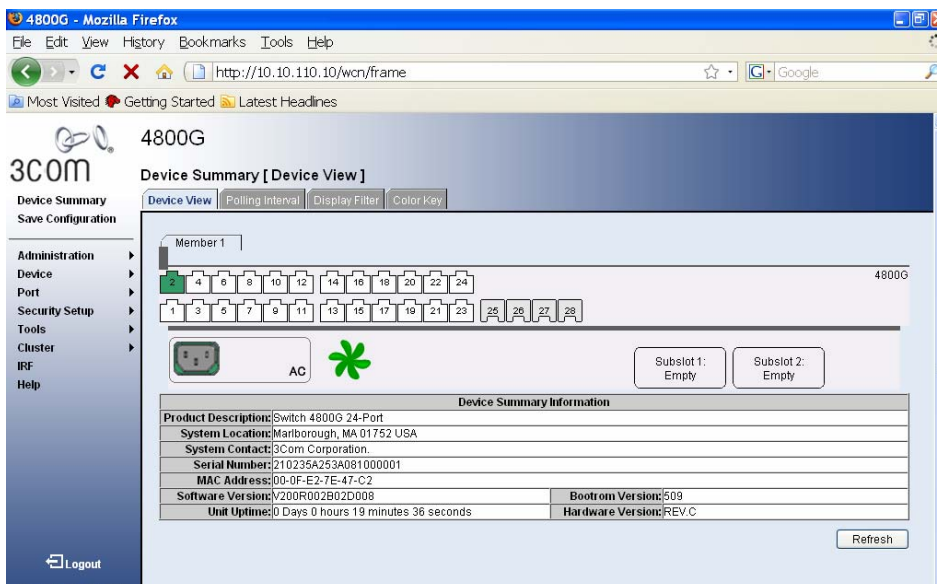 4800G - Mozilla Firefox
File Edit View History Bookmarks Tools Help
http://10.10.110.10/wcn/frame
G Google
Most Visited Getting Started Latest Headlines
3COM
4800G
Device Summary [ Device View ]
Device View Polling Interval Display Filter Color Key
Device Summary
Save Configuration
Administration
Device
Port
Security Setup
Tools
Cluster
IRF
Help
Logout
Member 1
2 4 6 8 10 12 14 16 18 20 22 24
4800G
1 3 5 7 9 11 13 15 17 19 21 23 25 26 27 28
AC
Subslot 1:
Empty
Subslot 2:
Empty
Device Summary Information
Product Description: Switch 4800G 24-Port
System Location: Marlborough, MA 01752 USA
System Contact: 3Com Corporation.
Serial Number: 210235A253A081000001
MAC Address: 00-0F-E2-7E-47-C2
Software Version: V200R002B02D008 Bootrom Version: 509
Unit Uptime: 0 Days 0 hours 19 minutes 36 seconds Hardware Version: REV.C
Refresh